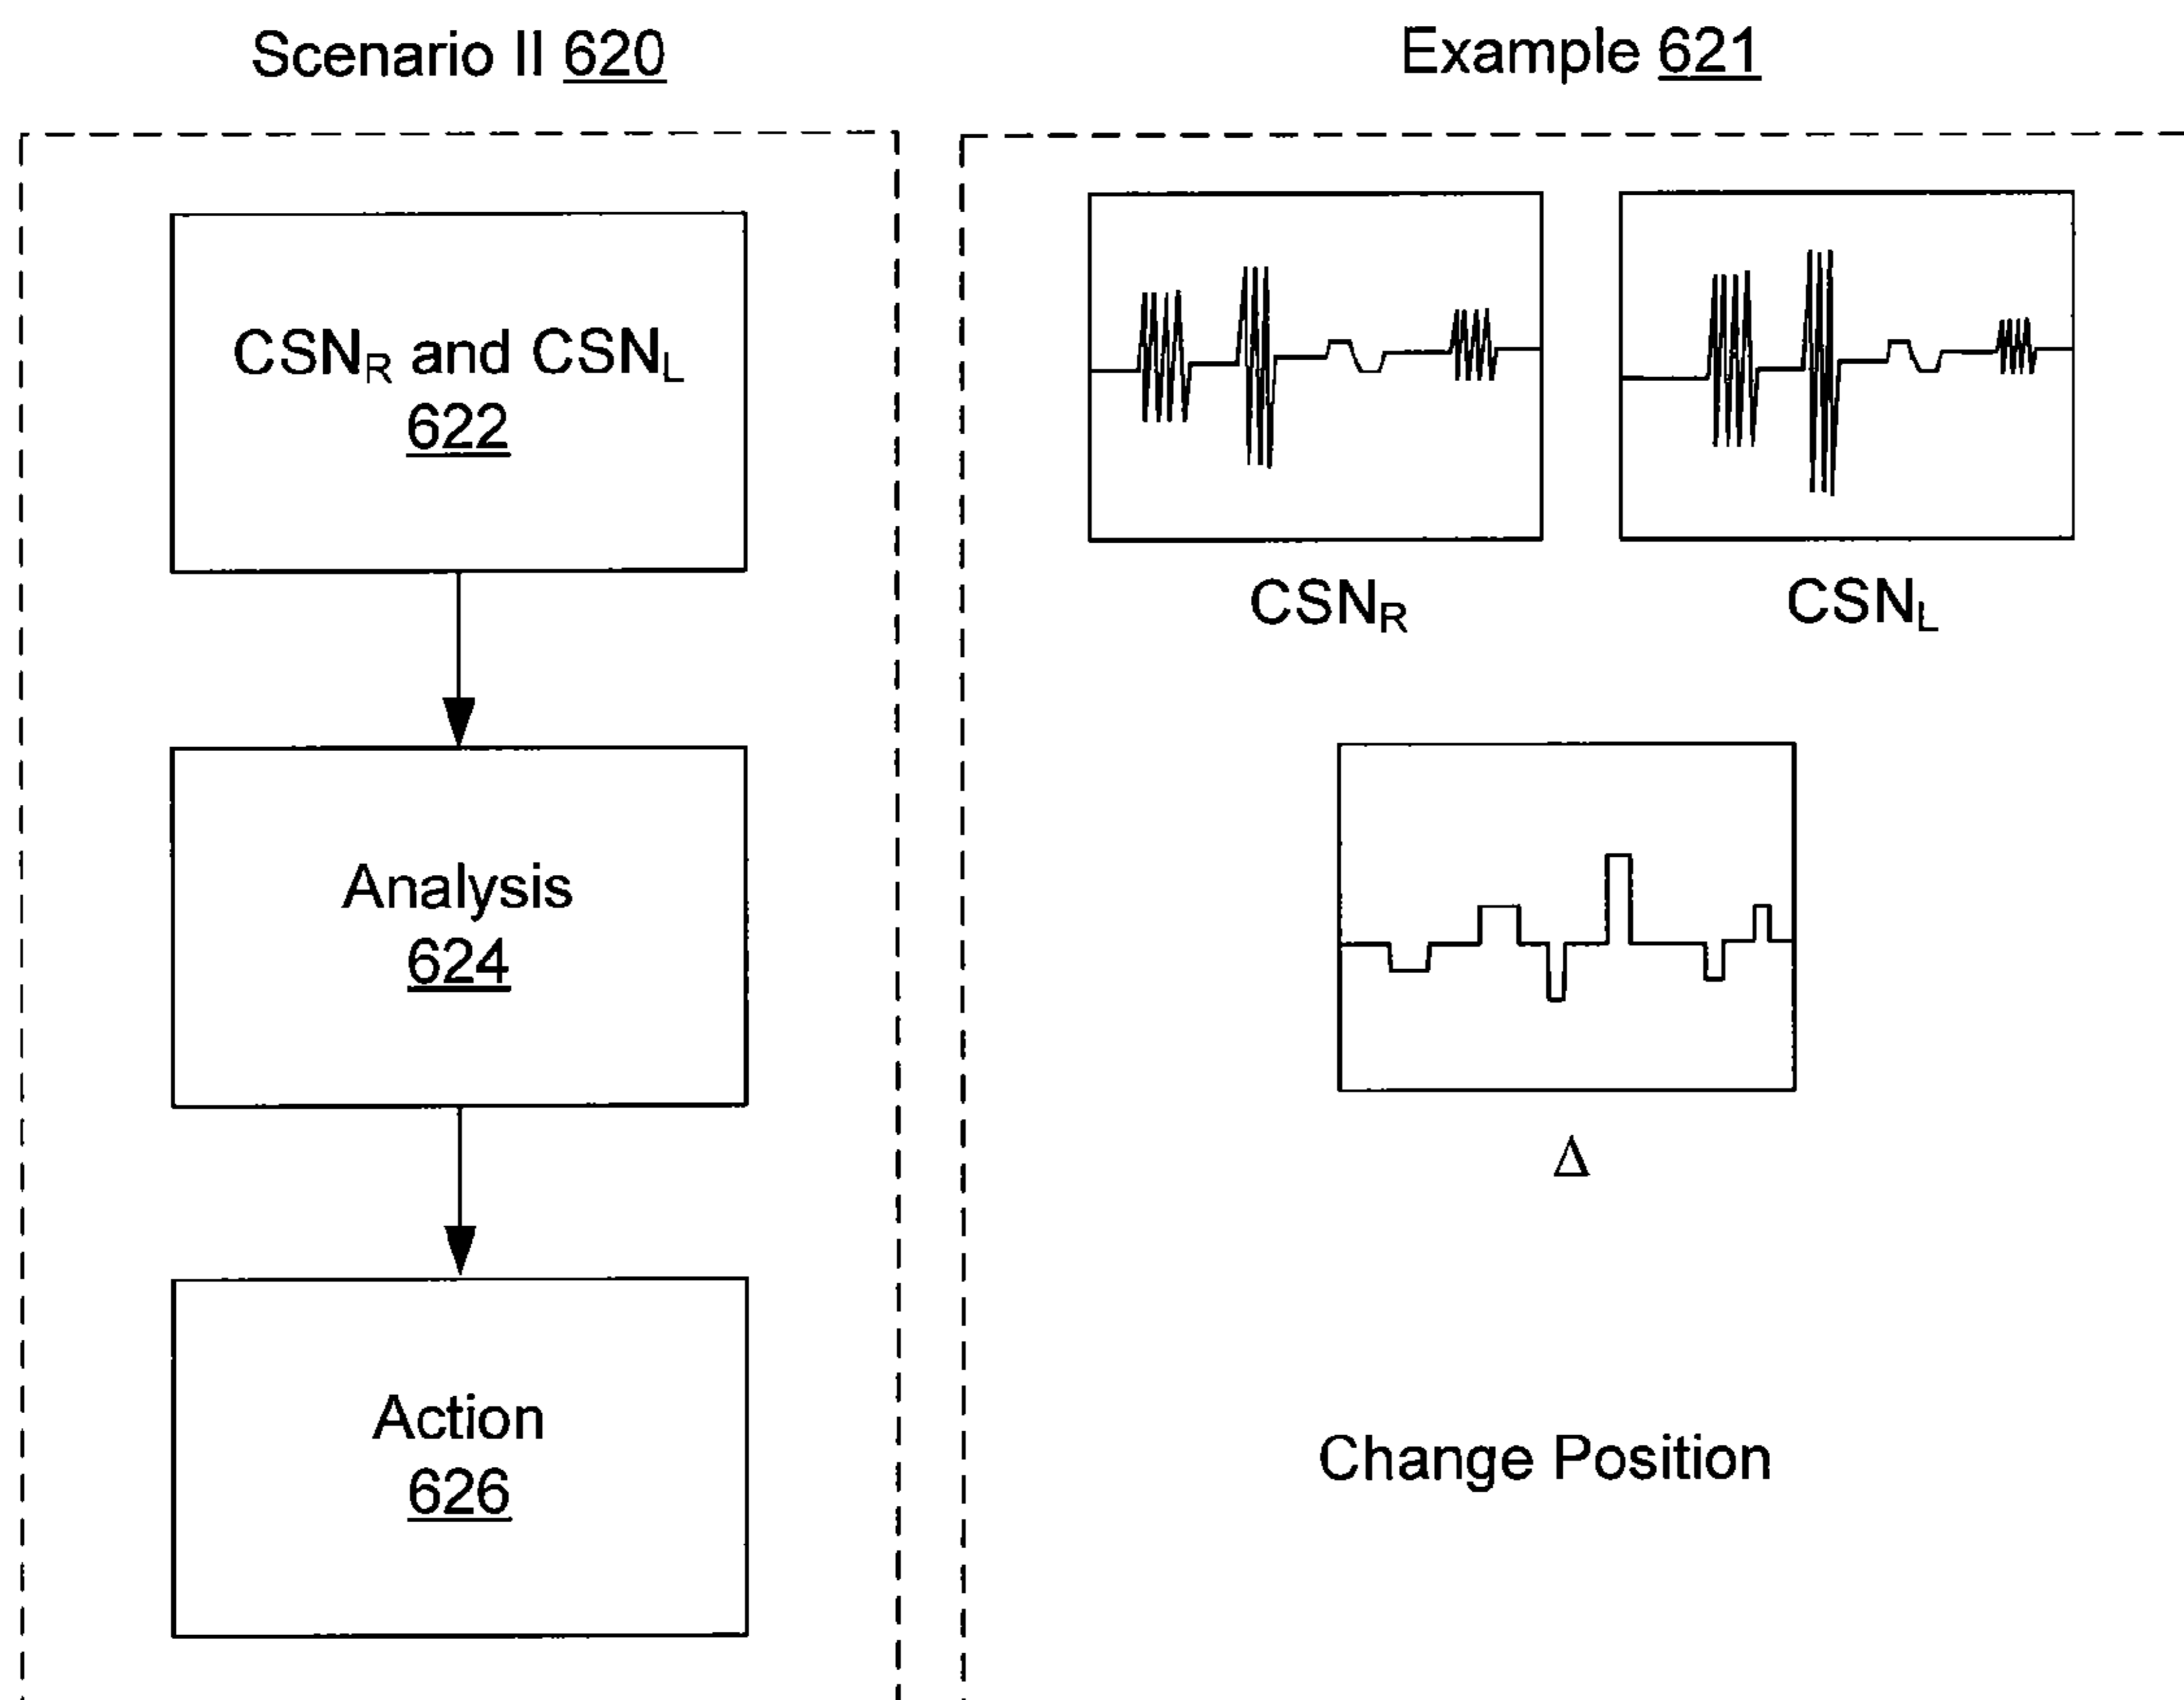 Scenario II 620
Example 621
CSNR and CSNL
622
CSNR
CSNL
Analysis
624
Δ
Action
626
Change Position